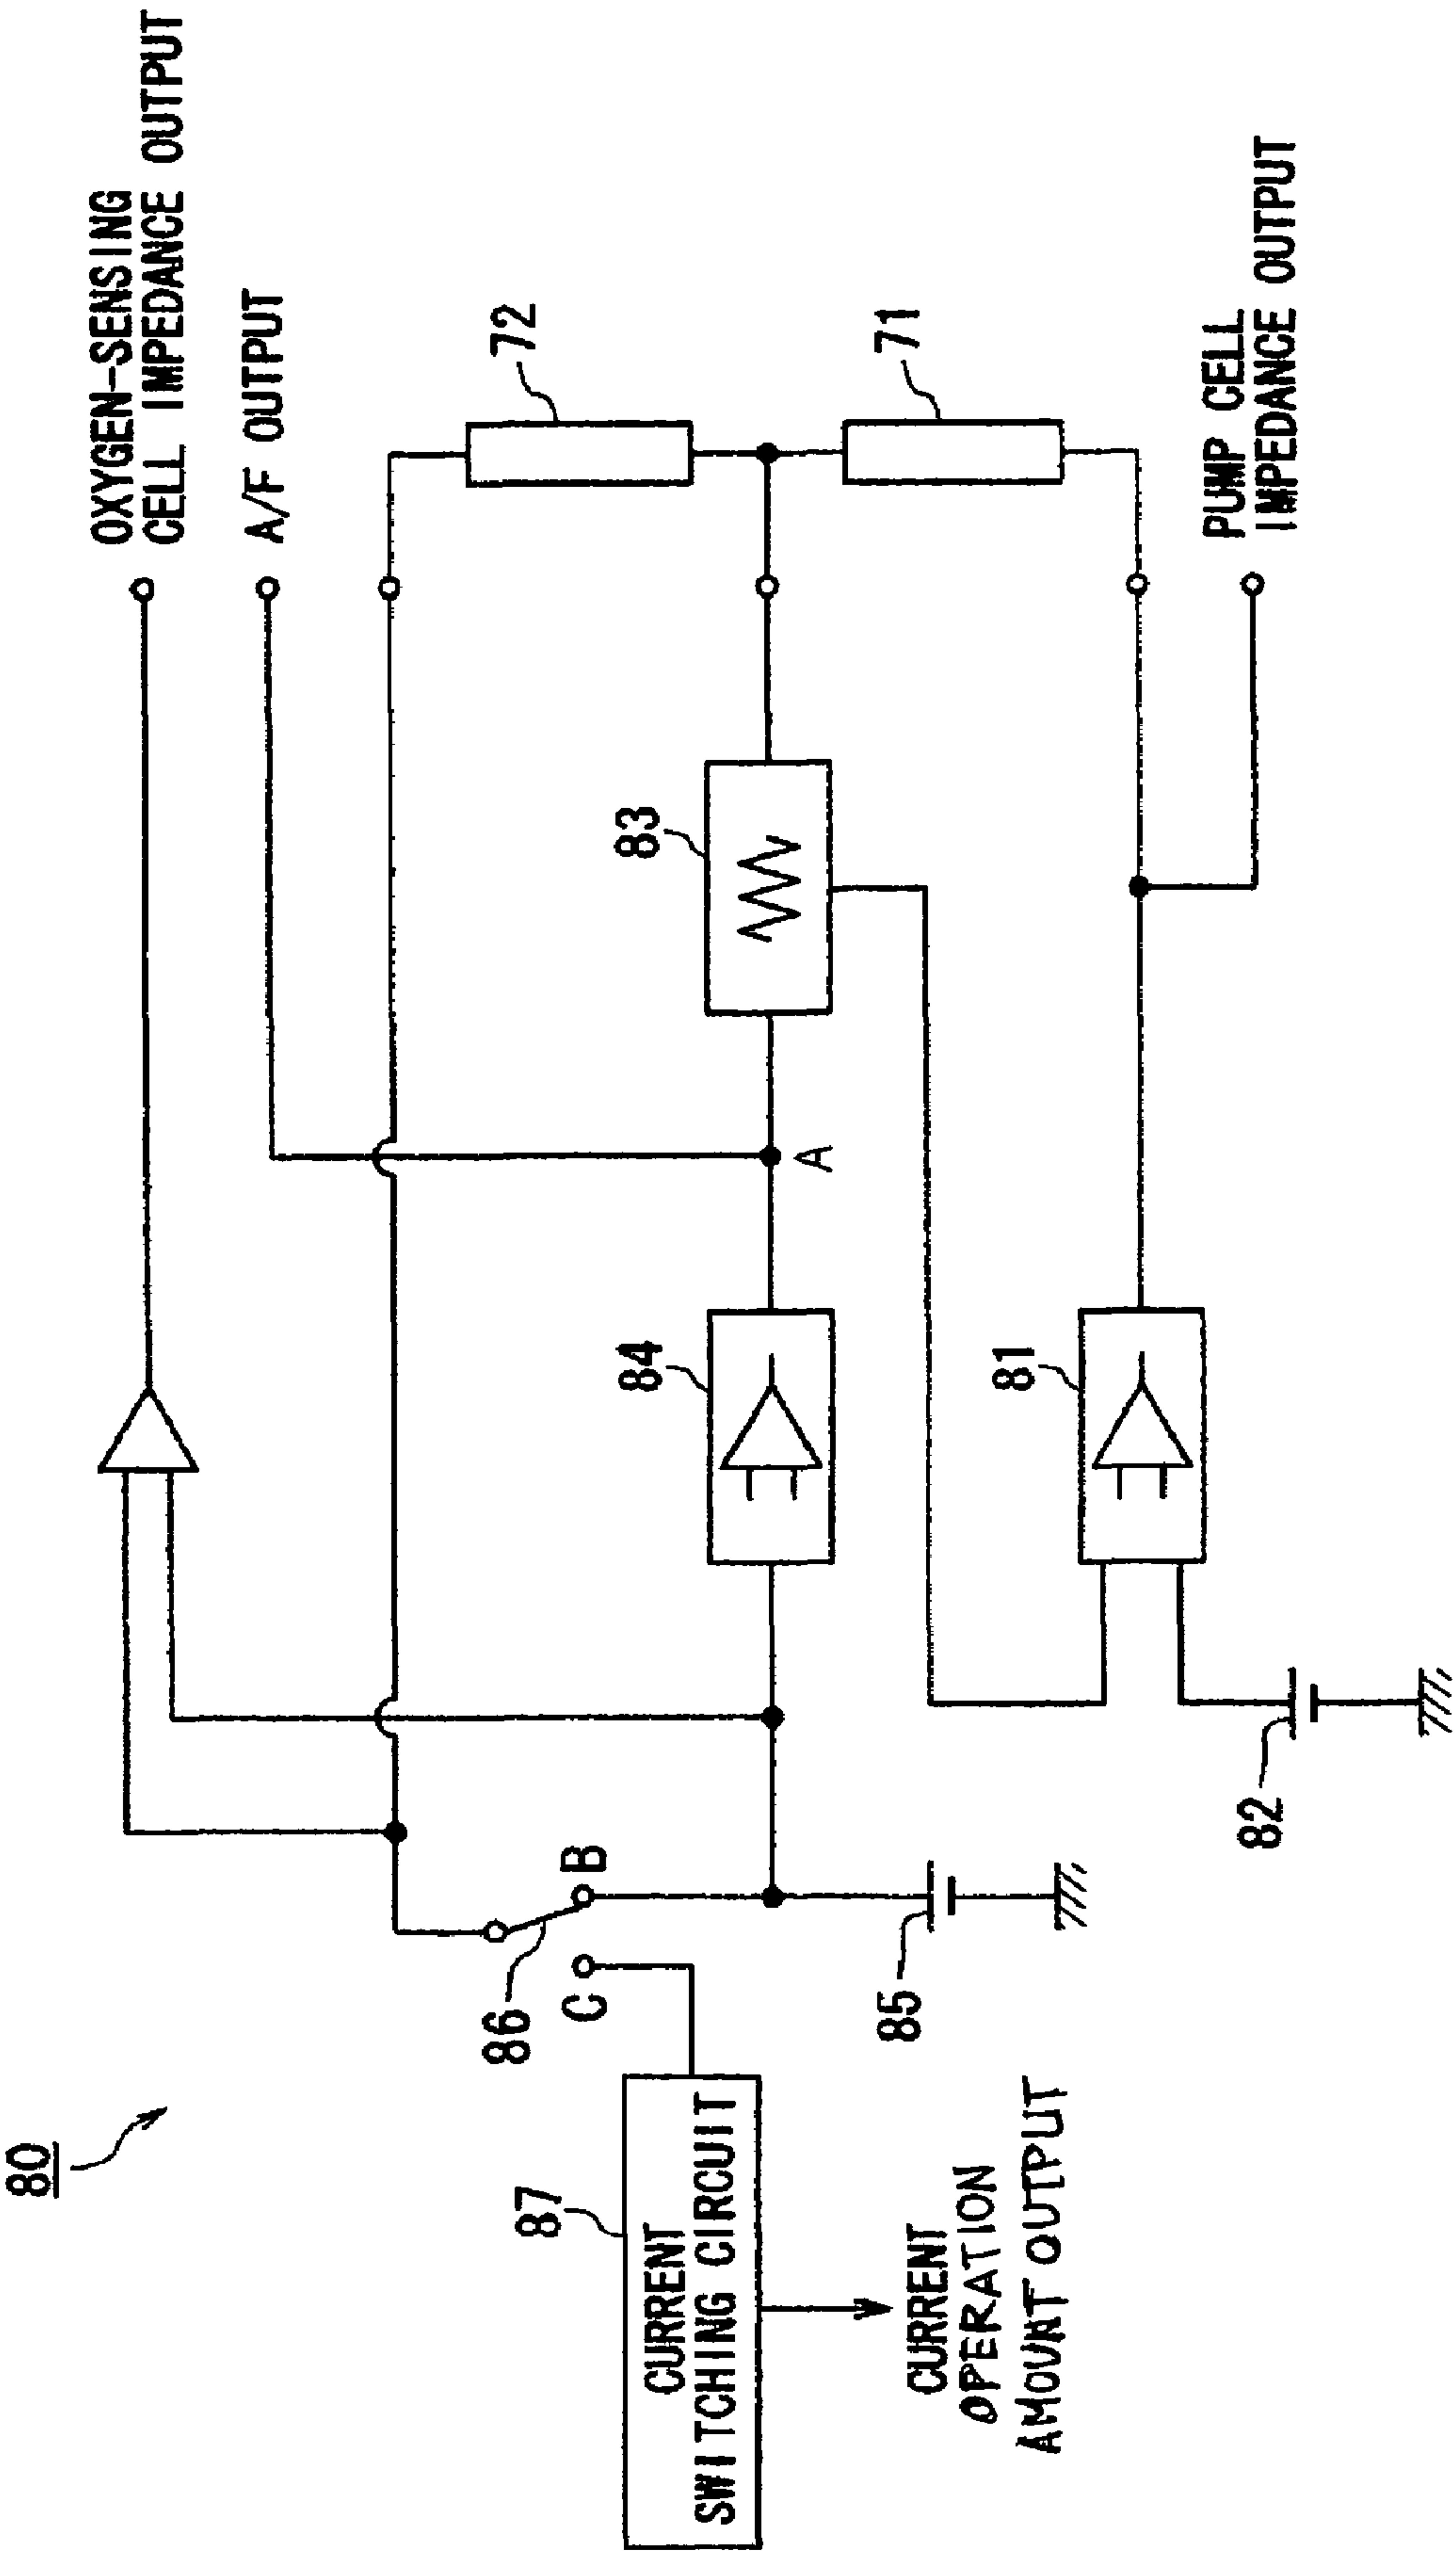 80
OXYGEN-SENSING
CELL IMPEDANCE OUTPUT
A/F OUTPUT
72
71
83
A
84
81
86
B
C
87
CURRENT
SWITCHING CIRCUIT
85
82
CURRENT
OPERATION
AMOUNT OUTPUT
PUMP CELL
IMPEDANCE OUTPUT